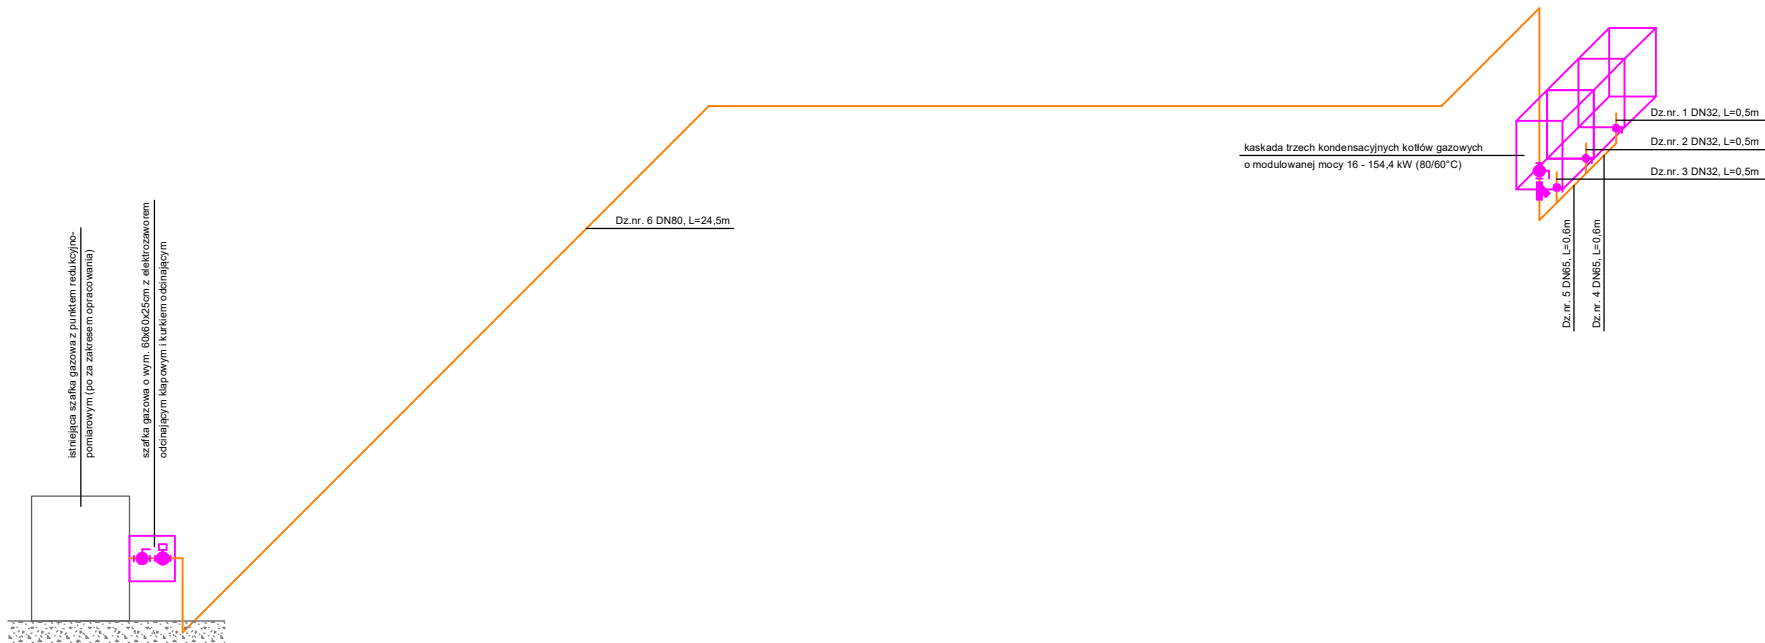 Dz.nr. 1 DN32, L=0,5m
kaskada trzech kondensacyjnych kotłów gazowych
o modulowanej mocy 16 - 154,4 kW (80/60°C)
Dz.nr. 2 DN32, L=0,5m
Dz.nr. 3 DN32, L=0,5m
Dz.nr. 6 DN80, L=24,5m
Dz.nr. 5 DN65, L=0,6m
Dz.nr. 4 DN65, L=0,6m
istniejąca szafka gazowa z punktem redukcyjno-
pomiarowym (po za zakresem opracowania)
szafka gazowa o wym. 60x60x25cm z elektrozaworem
odcinającym klapowym i kurkiem odcinającym